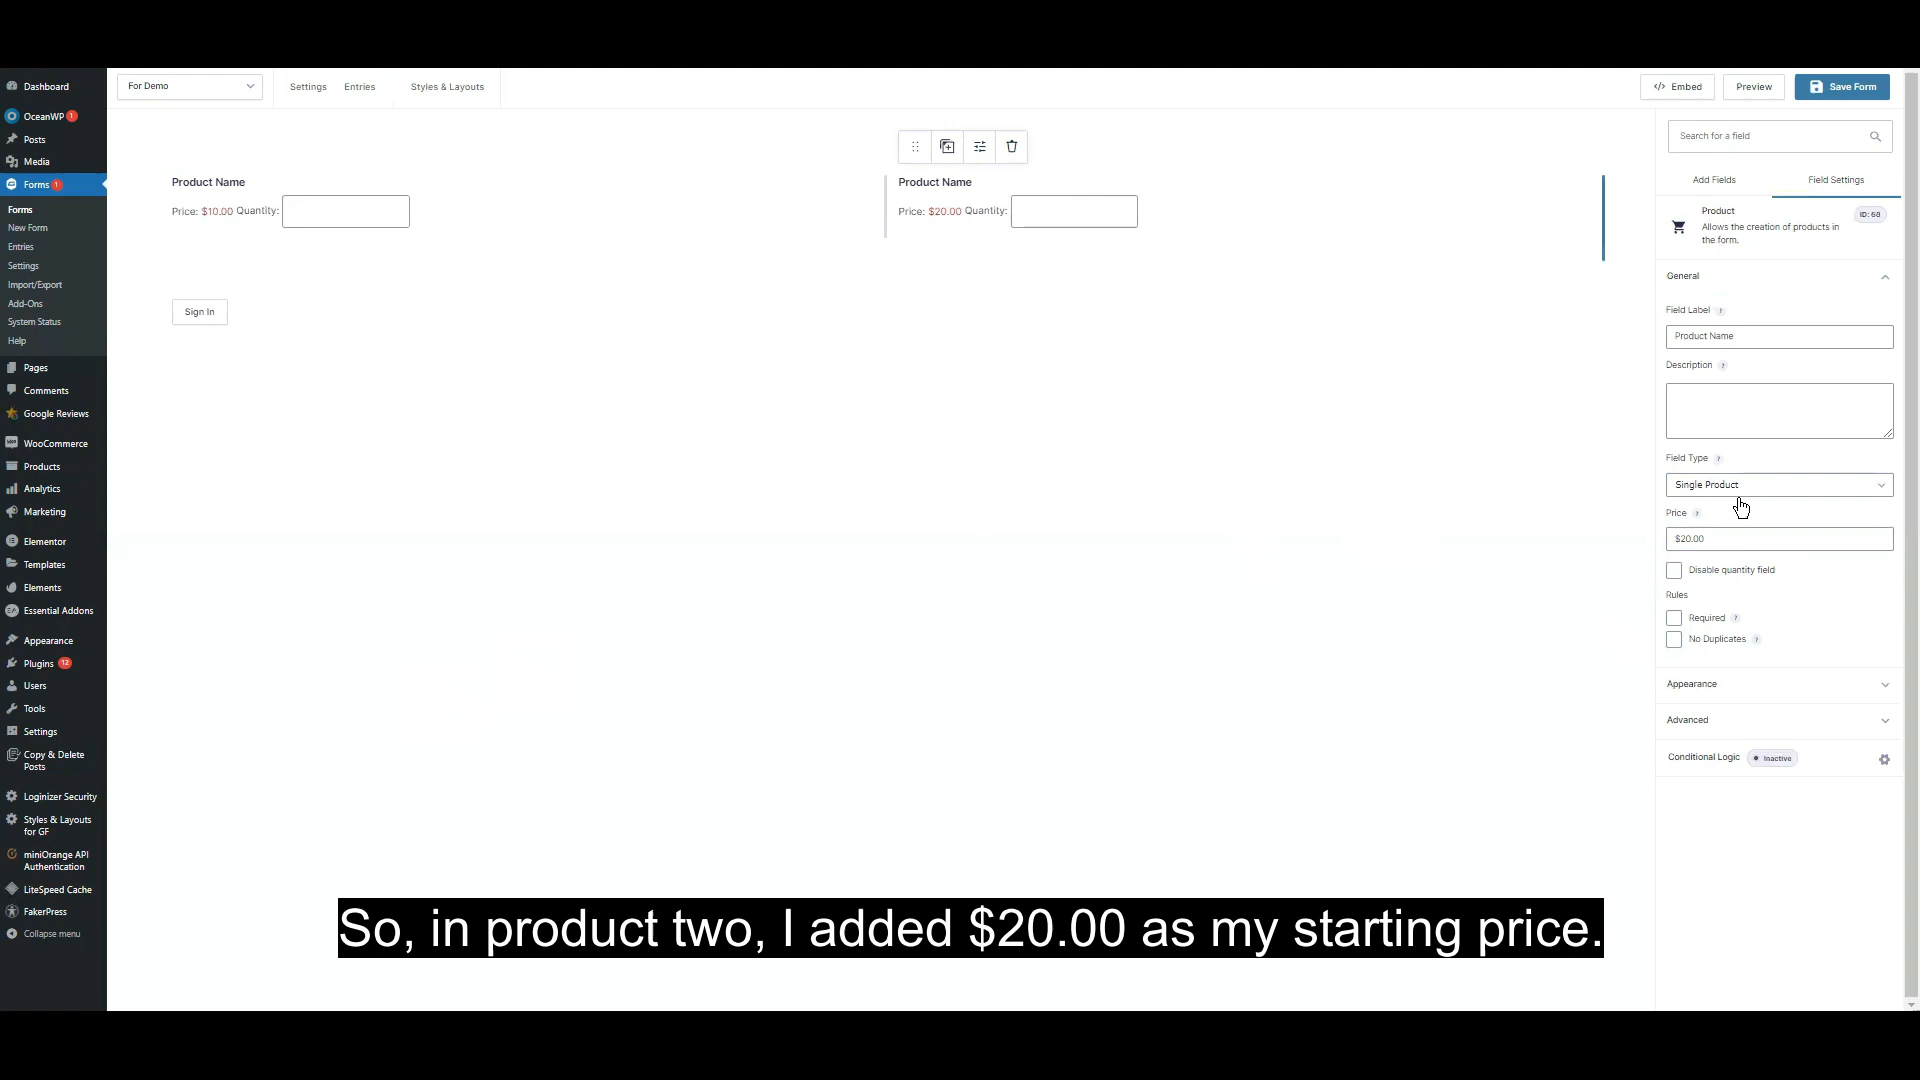 Dashboard
OceanWP 1
Posts
Media
Forms 1
Forms
New Form
Entries
Settings
Import/Export
Add-Ons
System Status
Help
Pages
Comments
Google Reviews
WooCommerce
Products
Analytics
Marketing
Elementor
Templates
Elements
Essential Addons
Appearance
Plugins 12
Users
Tools
Settings
Copy & Delete
Posts
Loginizer Security
Styles & Layouts
for GF
miniOrange API
Authentication
LiteSpeed Cache
FakerPress
Collapse menu
For Demo
Settings
Entries
Styles & Layouts
</> Embed
Preview
Save Form
Product Name
Price: $10.00 Quantity:
Product Name
Price: $20.00 Quantity:
Sign In
Search for a field
Add Fields
Field Settings
Product
ID: 68
Allows the creation of products in
the form.
General
Field Label ?
Product Name
Description ?
Field Type ?
Single Product
Price ?
$20.00
Disable quantity field
Rules
Required ?
No Duplicates ?
Appearance
Advanced
Conditional Logic
Inactive
So, in product two, I added $20.00 as my starting price.